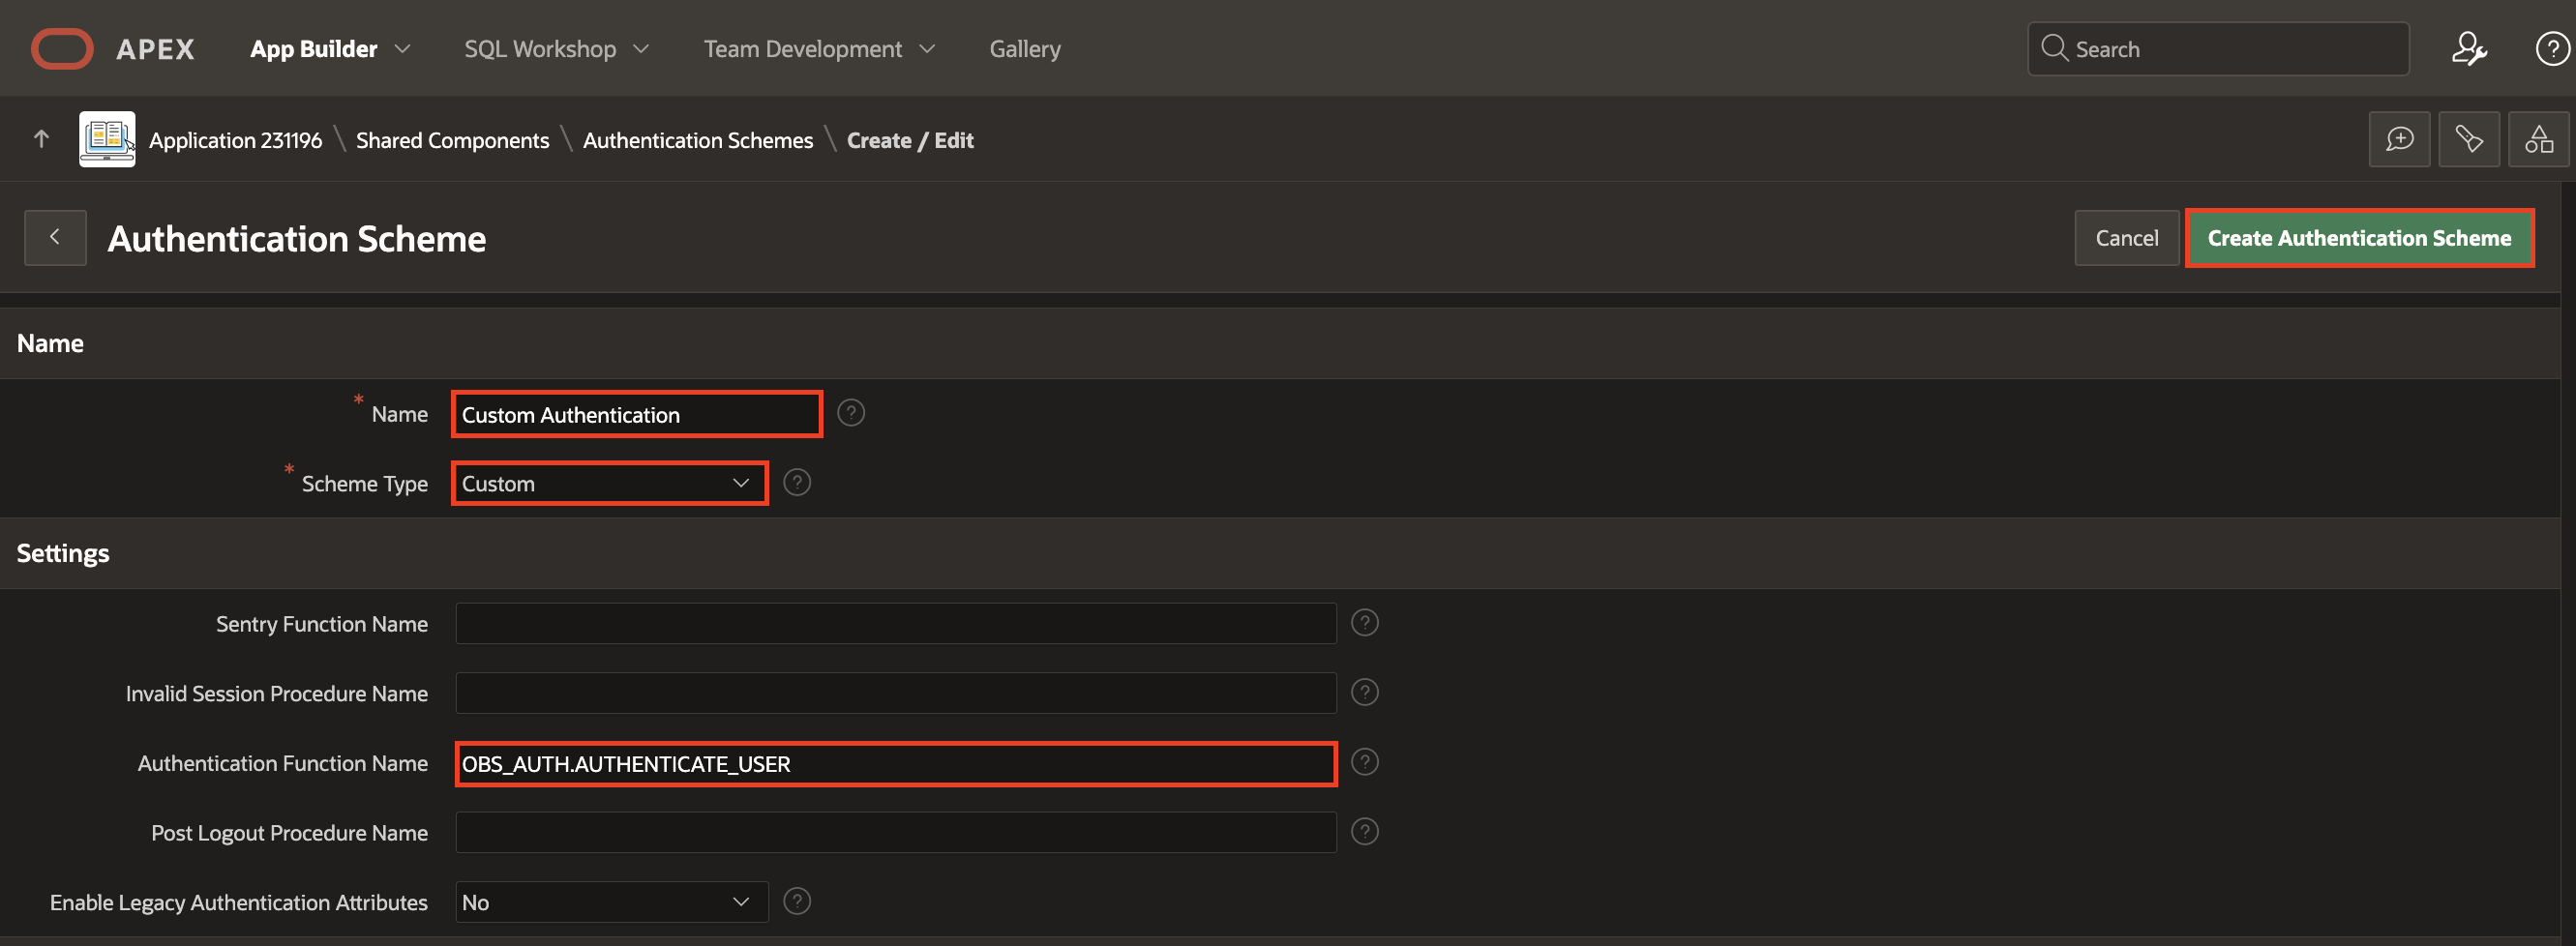 APEX App Builder SQL Workshop Team Development Gallery Search
Application 231196 \ Shared Components \ Authentication Schemes \ Create / Edit
Authentication Scheme Cancel Create Authentication Scheme
Name
* Name Custom Authentication ?
* Scheme Type Custom ?
Settings
Sentry Function Name ?
Invalid Session Procedure Name ?
Authentication Function Name OBS_AUTH.AUTHENTICATE_USER ?
Post Logout Procedure Name ?
Enable Legacy Authentication Attributes No ?